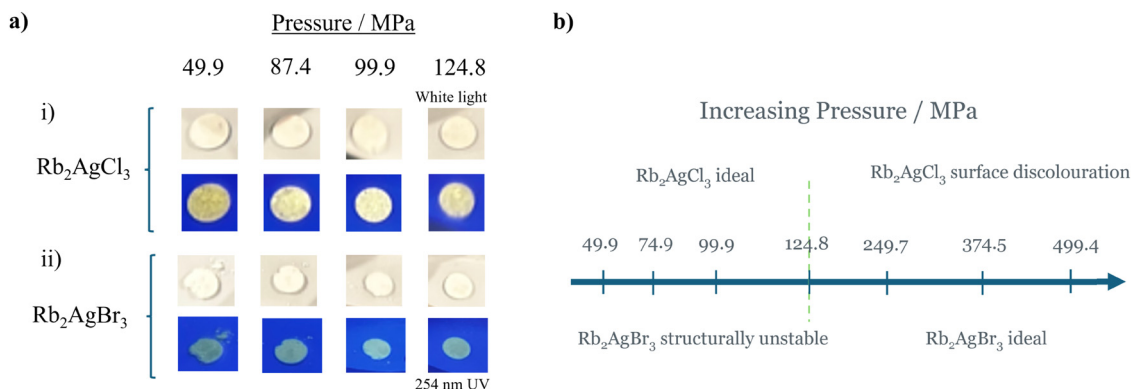 a)
Pressure / MPa
49.9 87.4 99.9 124.8
White light
i)
Rb₂AgCl₃
ii)
Rb₂AgBr₃
254 nm UV
b)
Increasing Pressure / MPa
Rb₂AgCl₃ ideal
Rb₂AgCl₃ surface discolouration
49.9 74.9 99.9 124.8 249.7 374.5 499.4
Rb₂AgBr₃ structurally unstable
Rb₂AgBr₃ ideal